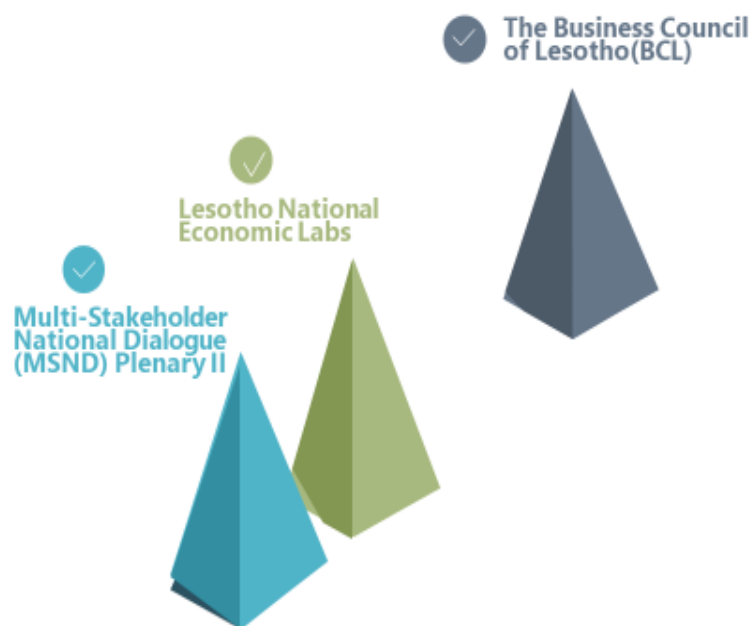 The Business Council
of Lesotho(BCL)
Lesotho National
Economic Labs
Multi-Stakeholder
National Dialogue
(MSND) Plenary II